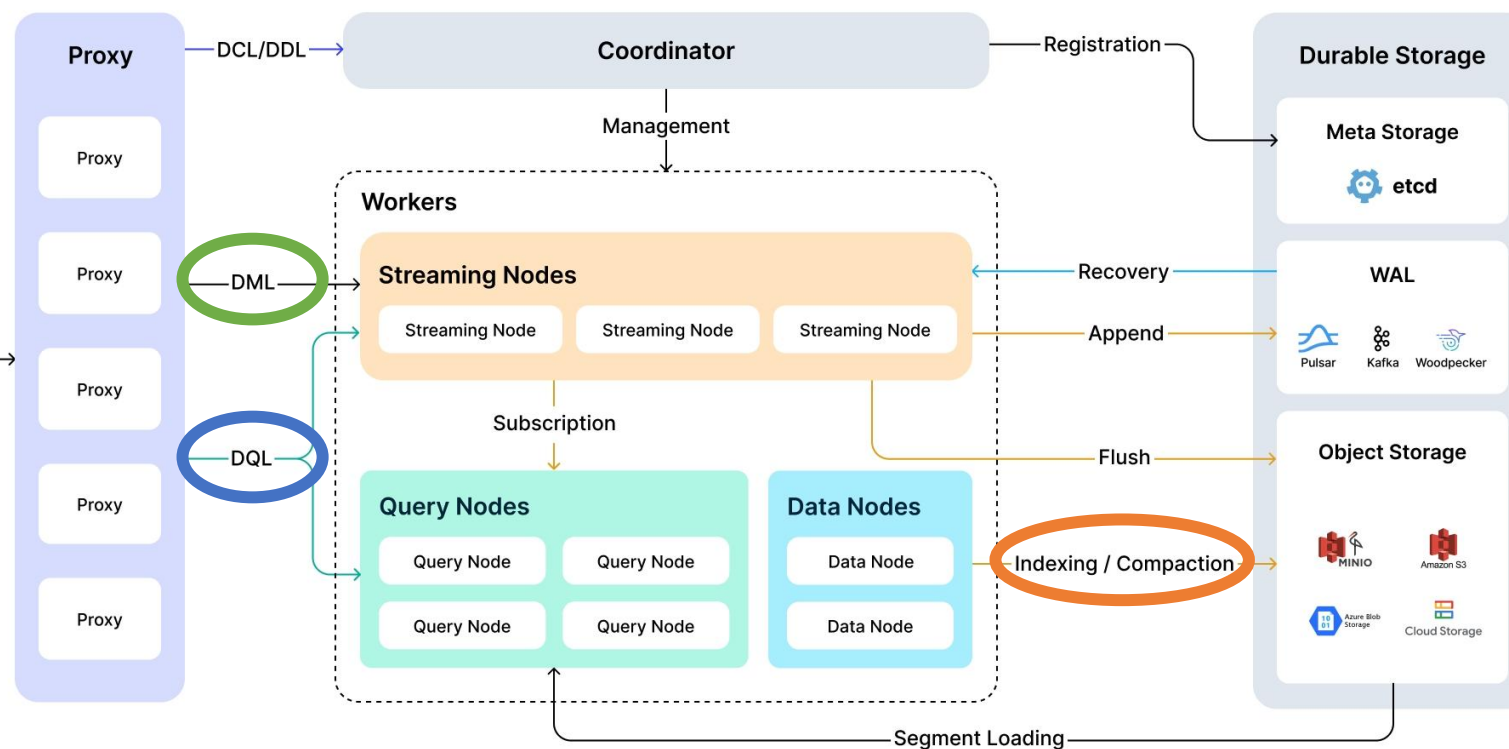 Proxy
Proxy
Proxy
Proxy
Proxy
Proxy
DCL/DDL
Coordinator
Registration
Management
DML
DQL
Workers
Streaming Nodes
Streaming Node
Streaming Node
Streaming Node
Subscription
Query Nodes
Query Node
Query Node
Query Node
Query Node
Data Nodes
Data Node
Data Node
Recovery
Append
Flush
Indexing / Compaction
Segment Loading
Durable Storage
Meta Storage
etcd
WAL
Pulsar
Kafka
Woodpecker
Object Storage
MINIO
Amazon S3
10
01
Azure Blob
Storage
Cloud Storage